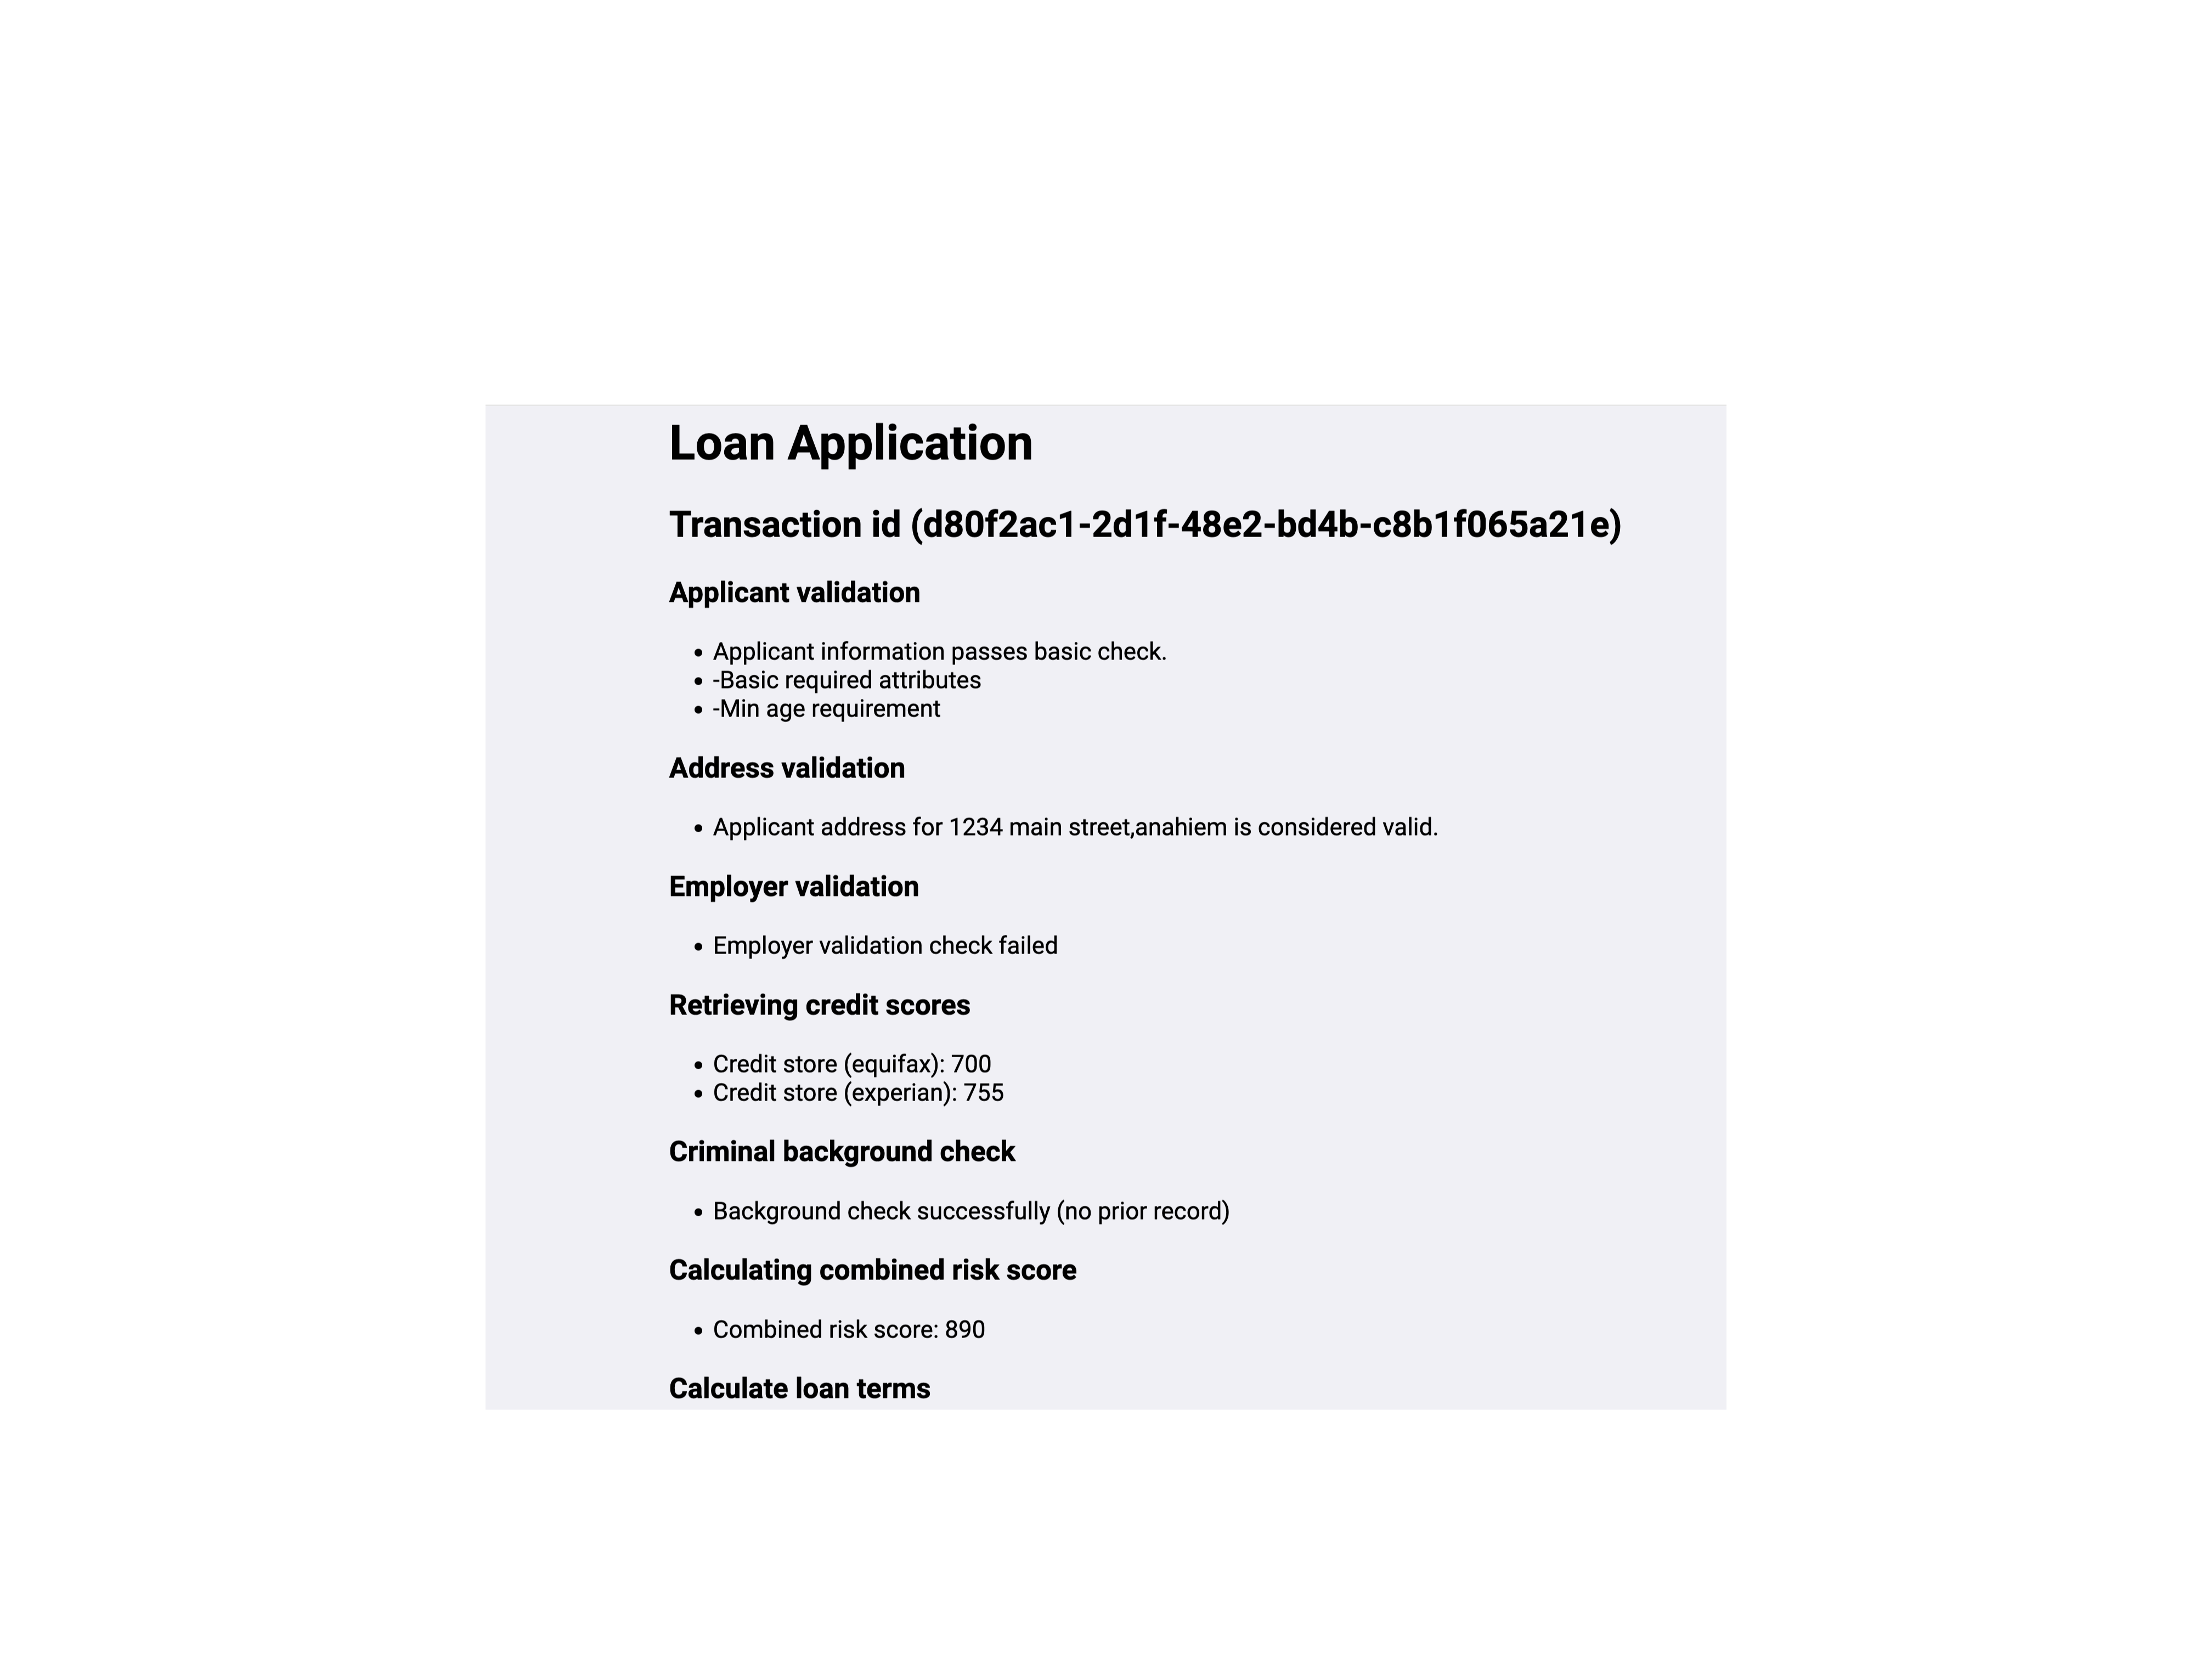 Loan Application
Transaction id (d80f2ac1-2d1f-48e2-bd4b-c8b1f065a21e)
Applicant validation
• Applicant information passes basic check.
• -Basic required attributes
• -Min age requirement
Address validation
• Applicant address for 1234 main street,anahiem is considered valid.
Employer validation
• Employer validation check failed
Retrieving credit scores
• Credit store (equifax): 700
• Credit store (experian): 755
Criminal background check
• Background check successfully (no prior record)
Calculating combined risk score
• Combined risk score: 890
Calculate loan terms